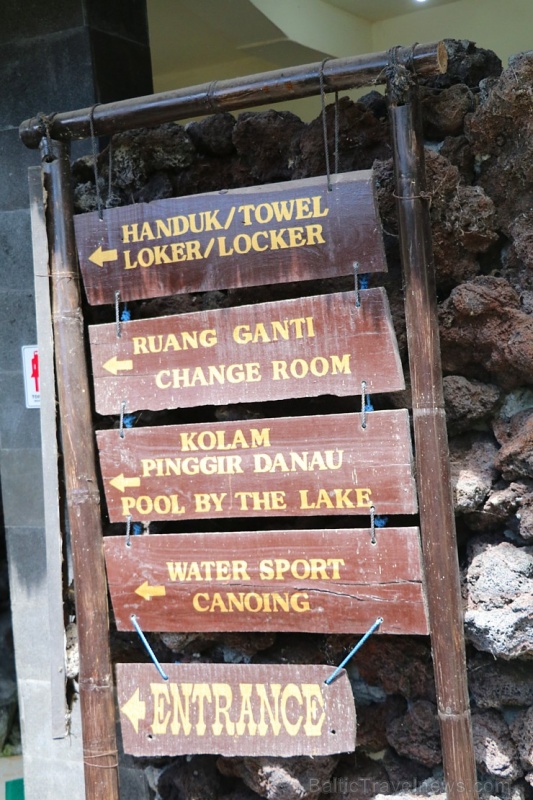 HANDUK/TOWEL
LOKER/LOCKER
RUANG GANTI
CHANGE ROOM
KOLAM
PINGGIR DANAU
POOL BY THE LAKE
WATER SPORT
CANOING
ENTRANCE
BalticTravelnews.com